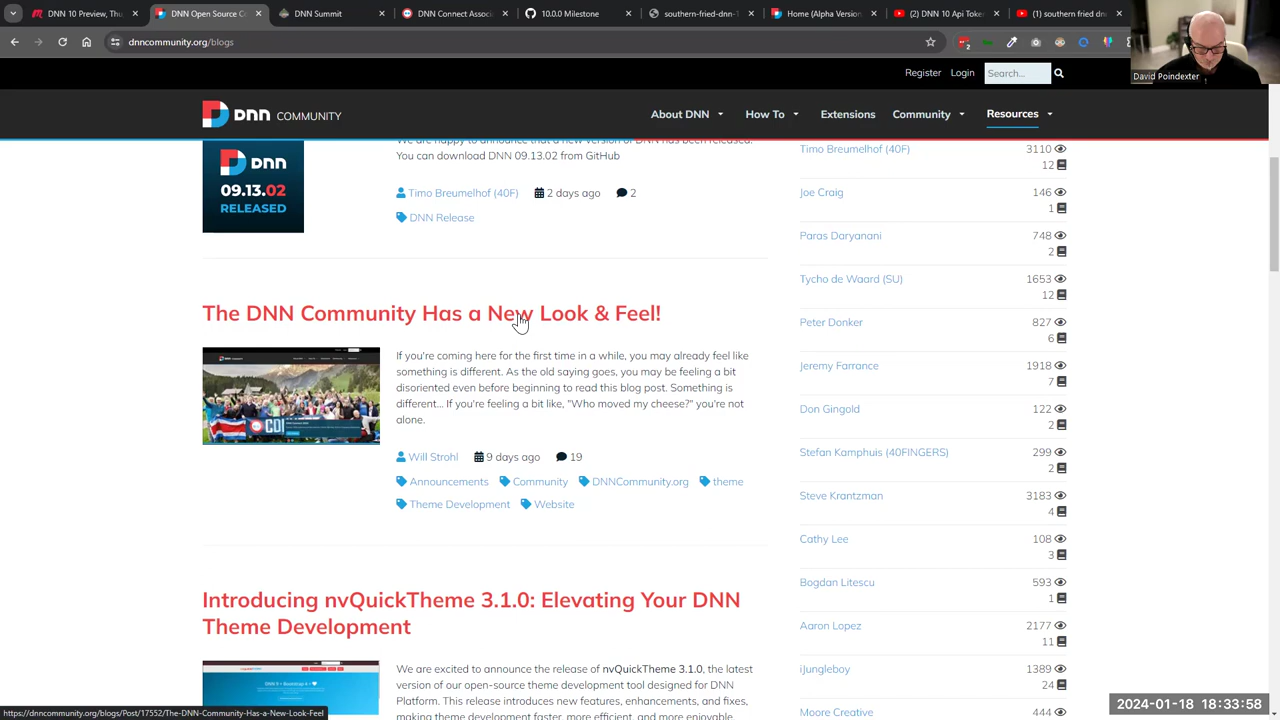 DNN 10 Preview, Thu
DNN Open Source C
DNN Summit
DNN Connect Associ
10.0.0 Milestone
southern-fried-dnn-
Home (Alpha Version
(2) DNN 10 Api Token
(1) southern fried dn
dnncommunity.org/blogs
David Poindexter
Register Login Search...
dnn COMMUNITY
About DNN How To Extensions Community Resources
We are happy to announce that a new version of DNN has been released.
You can download DNN 09.13.02 from GitHub
dnn
09.13.02
RELEASED
Timo Breumelhof (40F) 2 days ago 2
DNN Release
The DNN Community Has a New Look & Feel!
If you're coming here for the first time in a while, you may already feel like
something is different. As the old saying goes, you may be feeling a bit
disoriented even before beginning to read this blog post. Something is
different... If you're feeling a bit like, "Who moved my cheese?" you're not
alone.
Will Strohl 9 days ago 19
Announcements Community DNNCommunity.org theme
Theme Development Website
Introducing nvQuickTheme 3.1.0: Elevating Your DNN
Theme Development
We are excited to announce the release of nvQuickTheme 3.1.0, the latest
version of our open-source theme development tool designed for DNN
Platform. This release introduces new features, enhancements, and fixes,
making theme development faster, more efficient, and more enjoyable.
Timo Breumelhof (40F) 3110
12
Joe Craig 146
1
Paras Daryanani 748
2
Tycho de Waard (SU) 1653
12
Peter Donker 827
6
Jeremy Farrance 1918
7
Don Gingold 122
2
Stefan Kamphuis (40FINGERS) 299
2
Steve Krantzman 3183
4
Cathy Lee 108
3
Bogdan Litescu 593
1
Aaron Lopez 2177
11
iJungleboy 1389
24
Moore Creative 444
https://dnncommunity.org/blogs/Post/17552/The-DNN-Community-Has-a-New-Look-Feel
2024-01-18 18:33:58